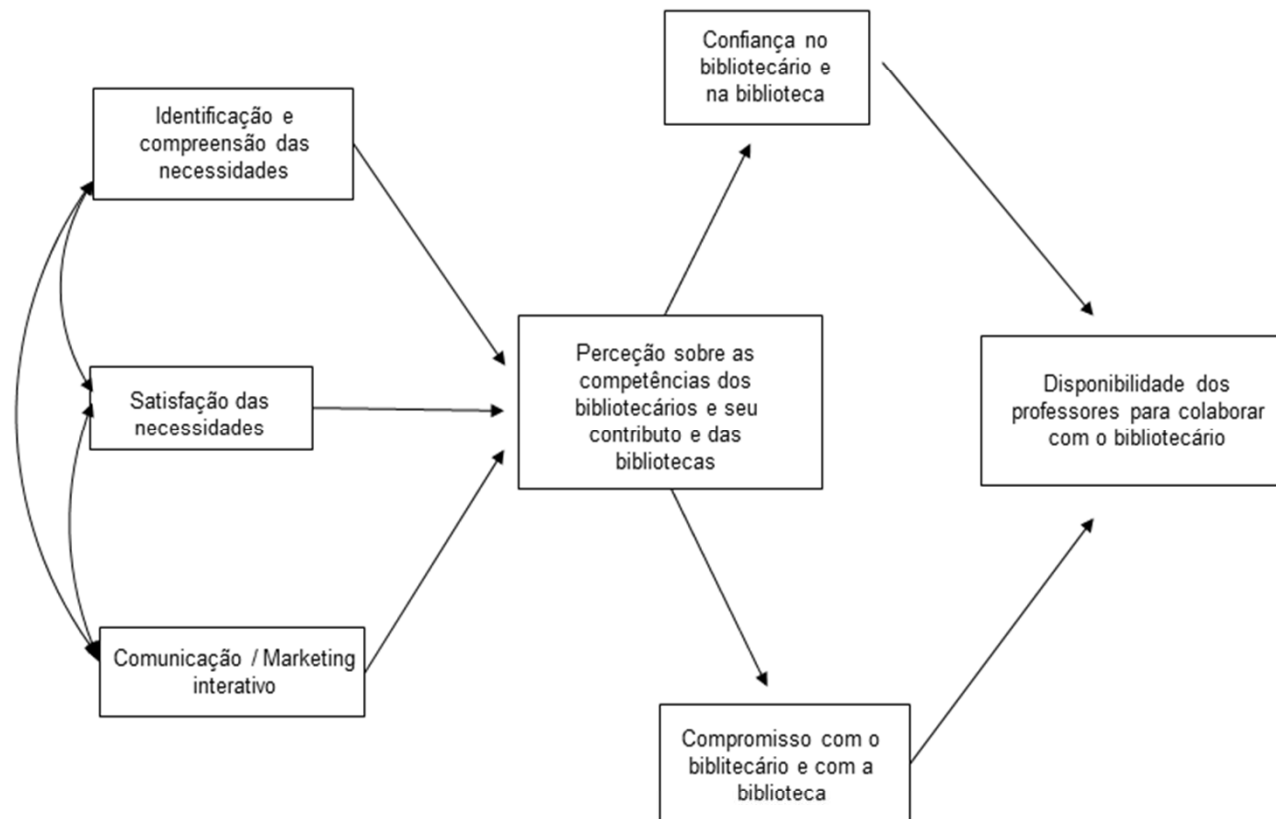 Confiança no
bibliotecário e
na biblioteca
Identificação e
compreensão das
necessidades
Perceção sobre as
competências dos
bibliotecários e seu
contributo e das
bibliotecas
Disponibilidade dos
professores para colaborar
com o bibliotecário
Satisfação das
necessidades
Comunicação / Marketing
interativo
Compromisso com o
biblitecário e com a
biblioteca